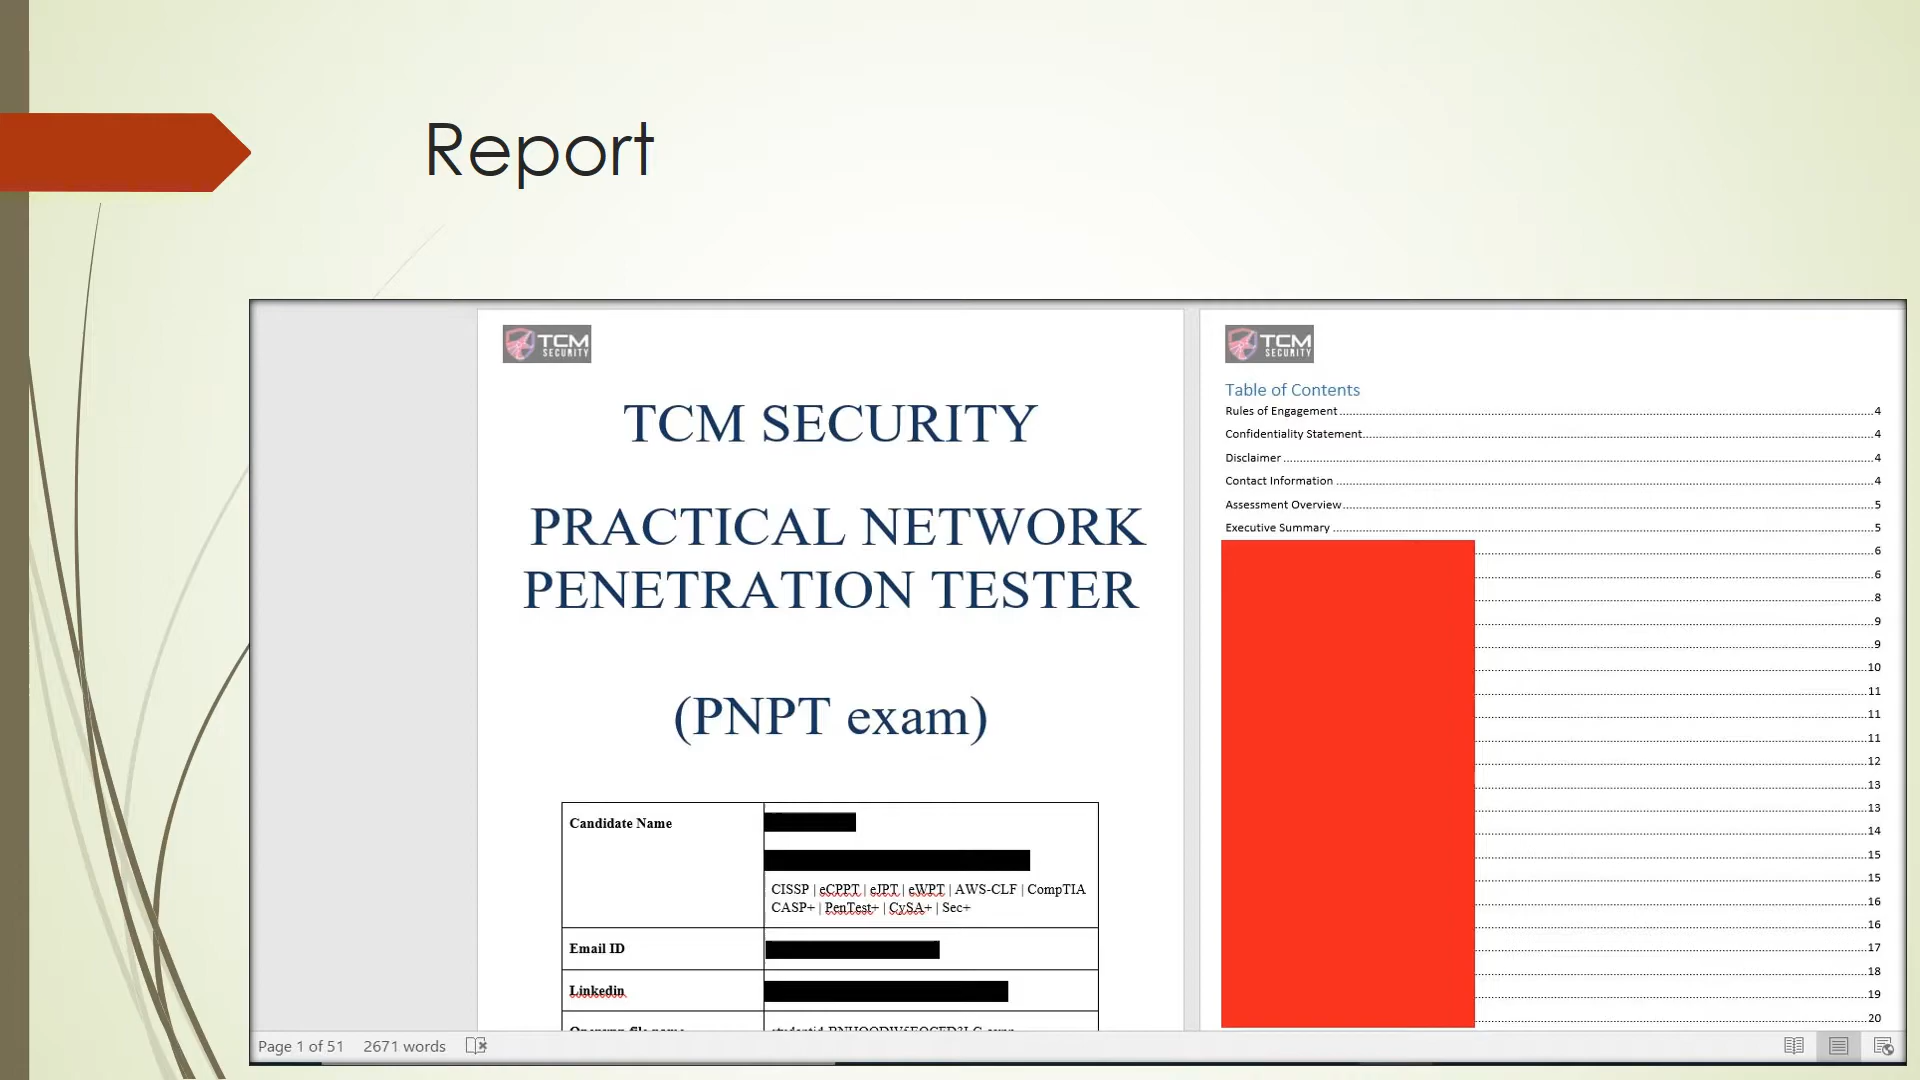 Report
TCM
SECURITY
TCM SECURITY
PRACTICAL NETWORK
PENETRATION TESTER
(PNPT exam)
Candidate Name
CISSP | eCPPT | eJPT | eWPT | AWS-CLF | CompTIA
CASP+ | PenTest+ | CySA+ | Sec+
Email ID
Linkedin
TCM
SECURITY
Table of Contents
Rules of Engagement 4
Confidentiality Statement 4
Disclaimer 4
Contact Information 4
Assessment Overview 5
Executive Summary 5
6
6
8
9
9
10
11
11
11
12
13
13
14
15
15
16
16
17
18
19
20
Page 1 of 51 2671 words